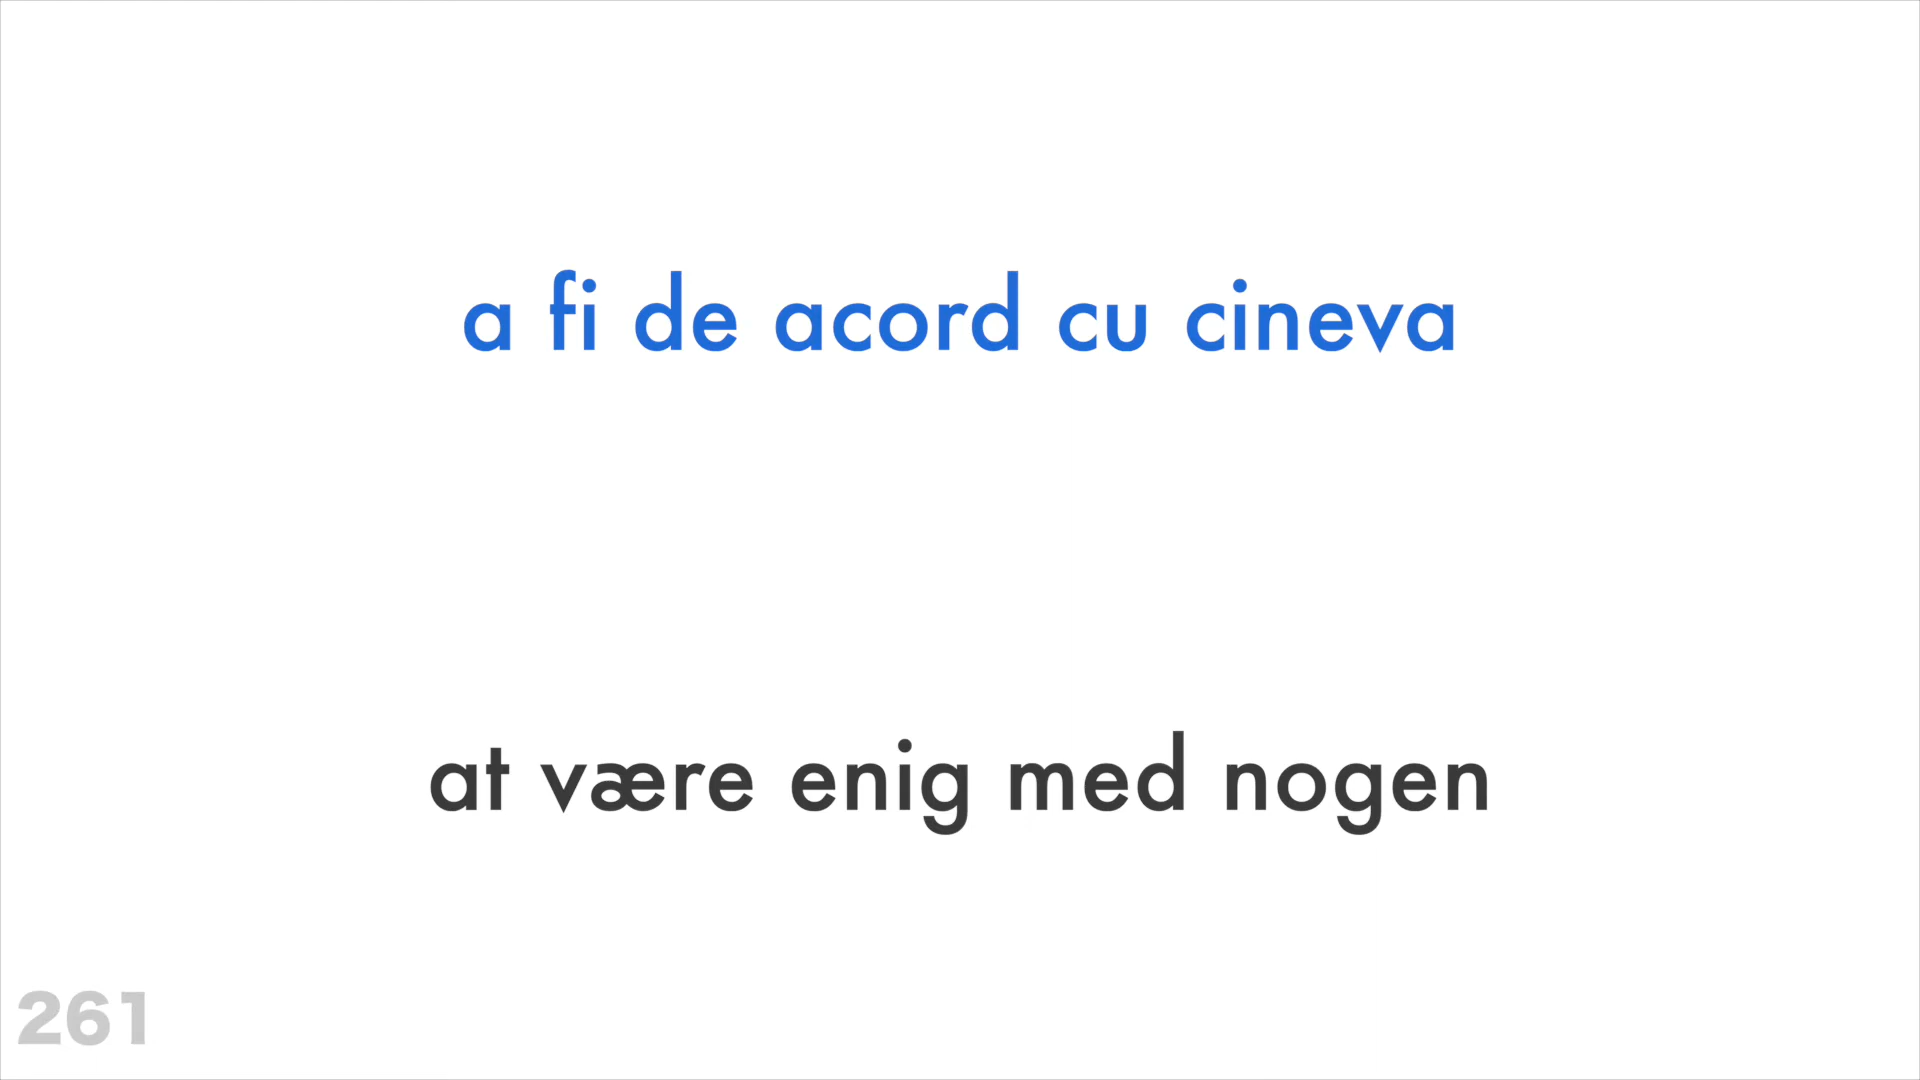 a fi de acord cu cineva
at være enig med nogen
261